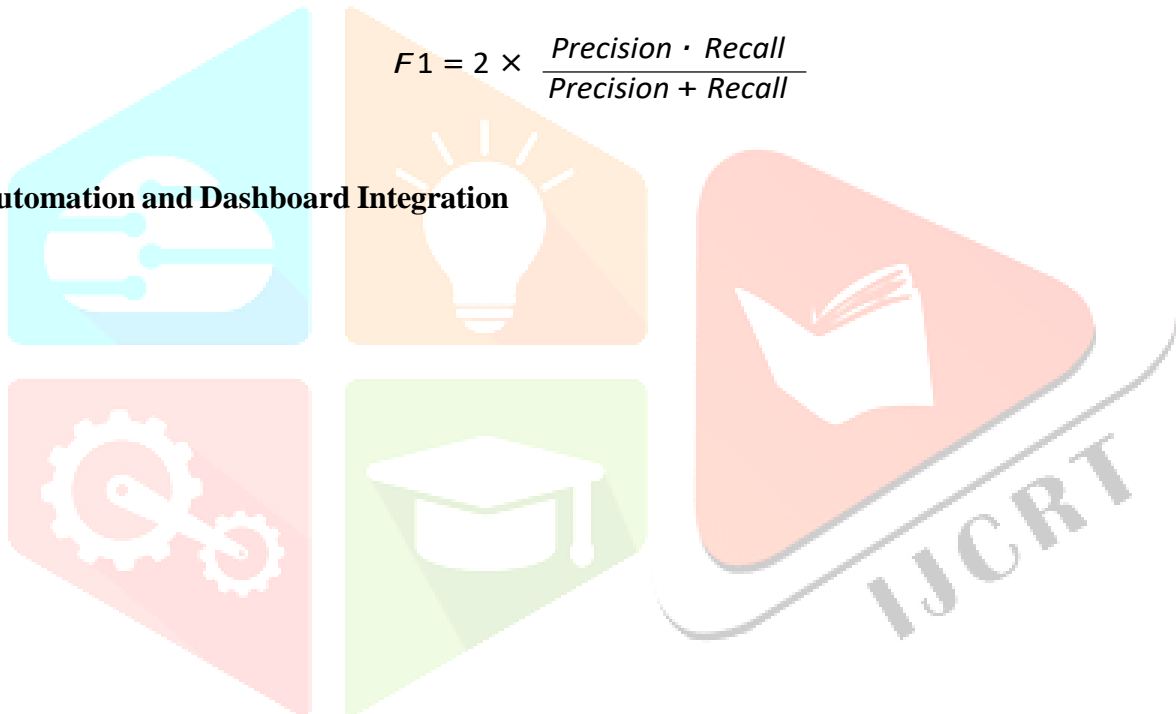 F1 = 2 × Precision · Recall / Precision + Recall
utomation and Dashboard Integration
IJCRT